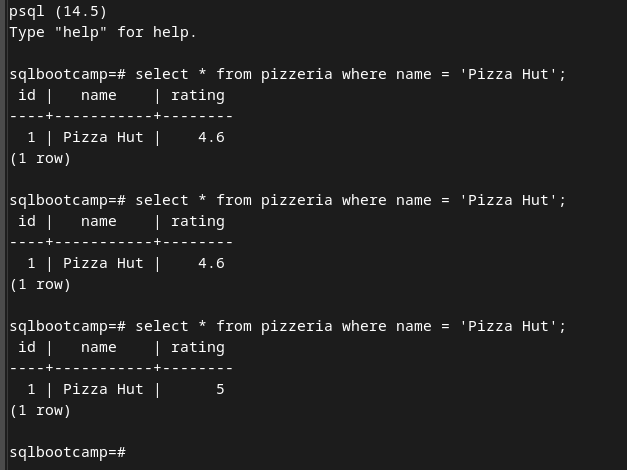 psql (14.5)
Type "help" for help.

sqlbootcamp=# select * from pizzeria where name = 'Pizza Hut';
 id |   name    | rating
----+-----------+--------
  1 | Pizza Hut |    4.6
(1 row)

sqlbootcamp=# select * from pizzeria where name = 'Pizza Hut';
 id |   name    | rating
----+-----------+--------
  1 | Pizza Hut |    4.6
(1 row)

sqlbootcamp=# select * from pizzeria where name = 'Pizza Hut';
 id |   name    | rating
----+-----------+--------
  1 | Pizza Hut |      5
(1 row)

sqlbootcamp=#